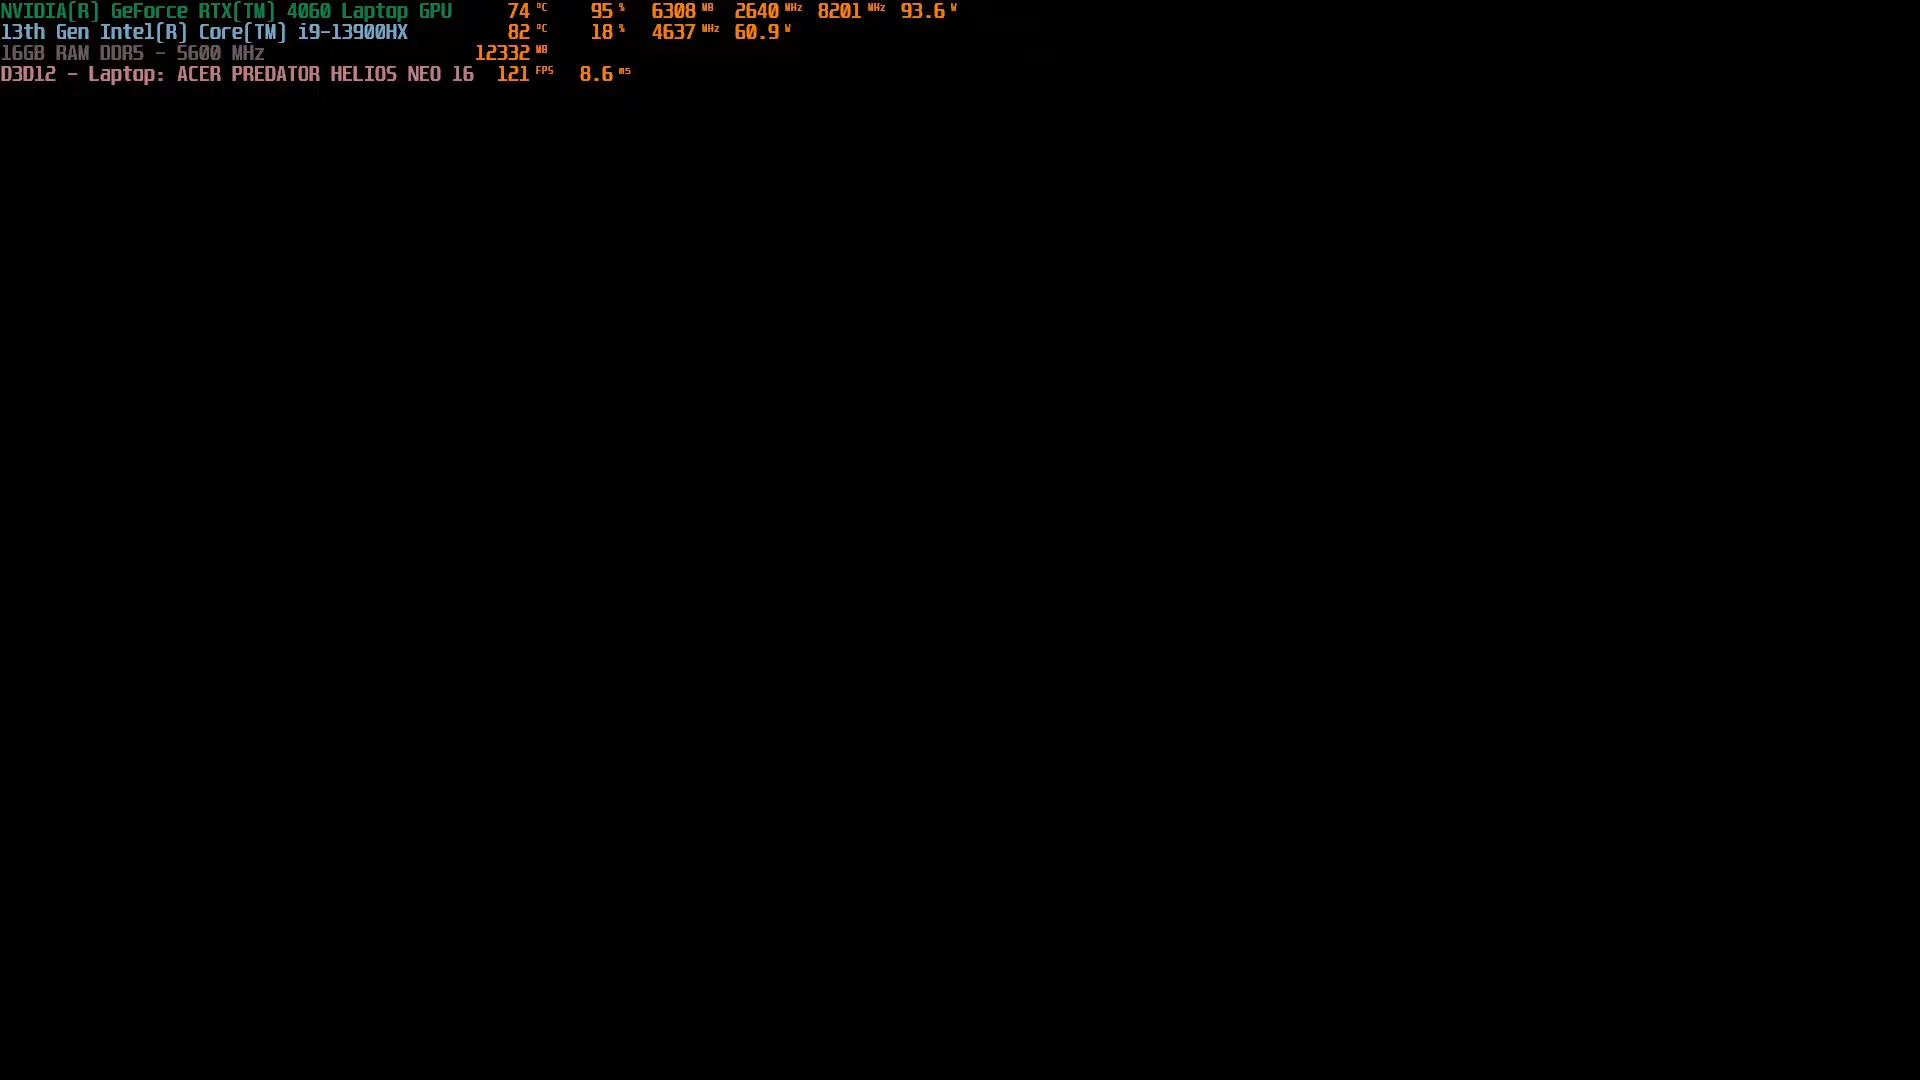 NVIDIA(R) GeForce RTX(TM) 4060 Laptop GPU 74 °C 95 % 6308 MB 2640 MHz 8201 MHz 93.6 W
13th Gen Intel(R) Core(TM) i9-13900HX 82 °C 18 % 4637 MHz 60.9 W
16GB RAM DDR5 - 5600 MHz 12332 MB
D3D12 - Laptop: ACER PREDATOR HELIOS NEO 16 121 FPS 8.6 ms